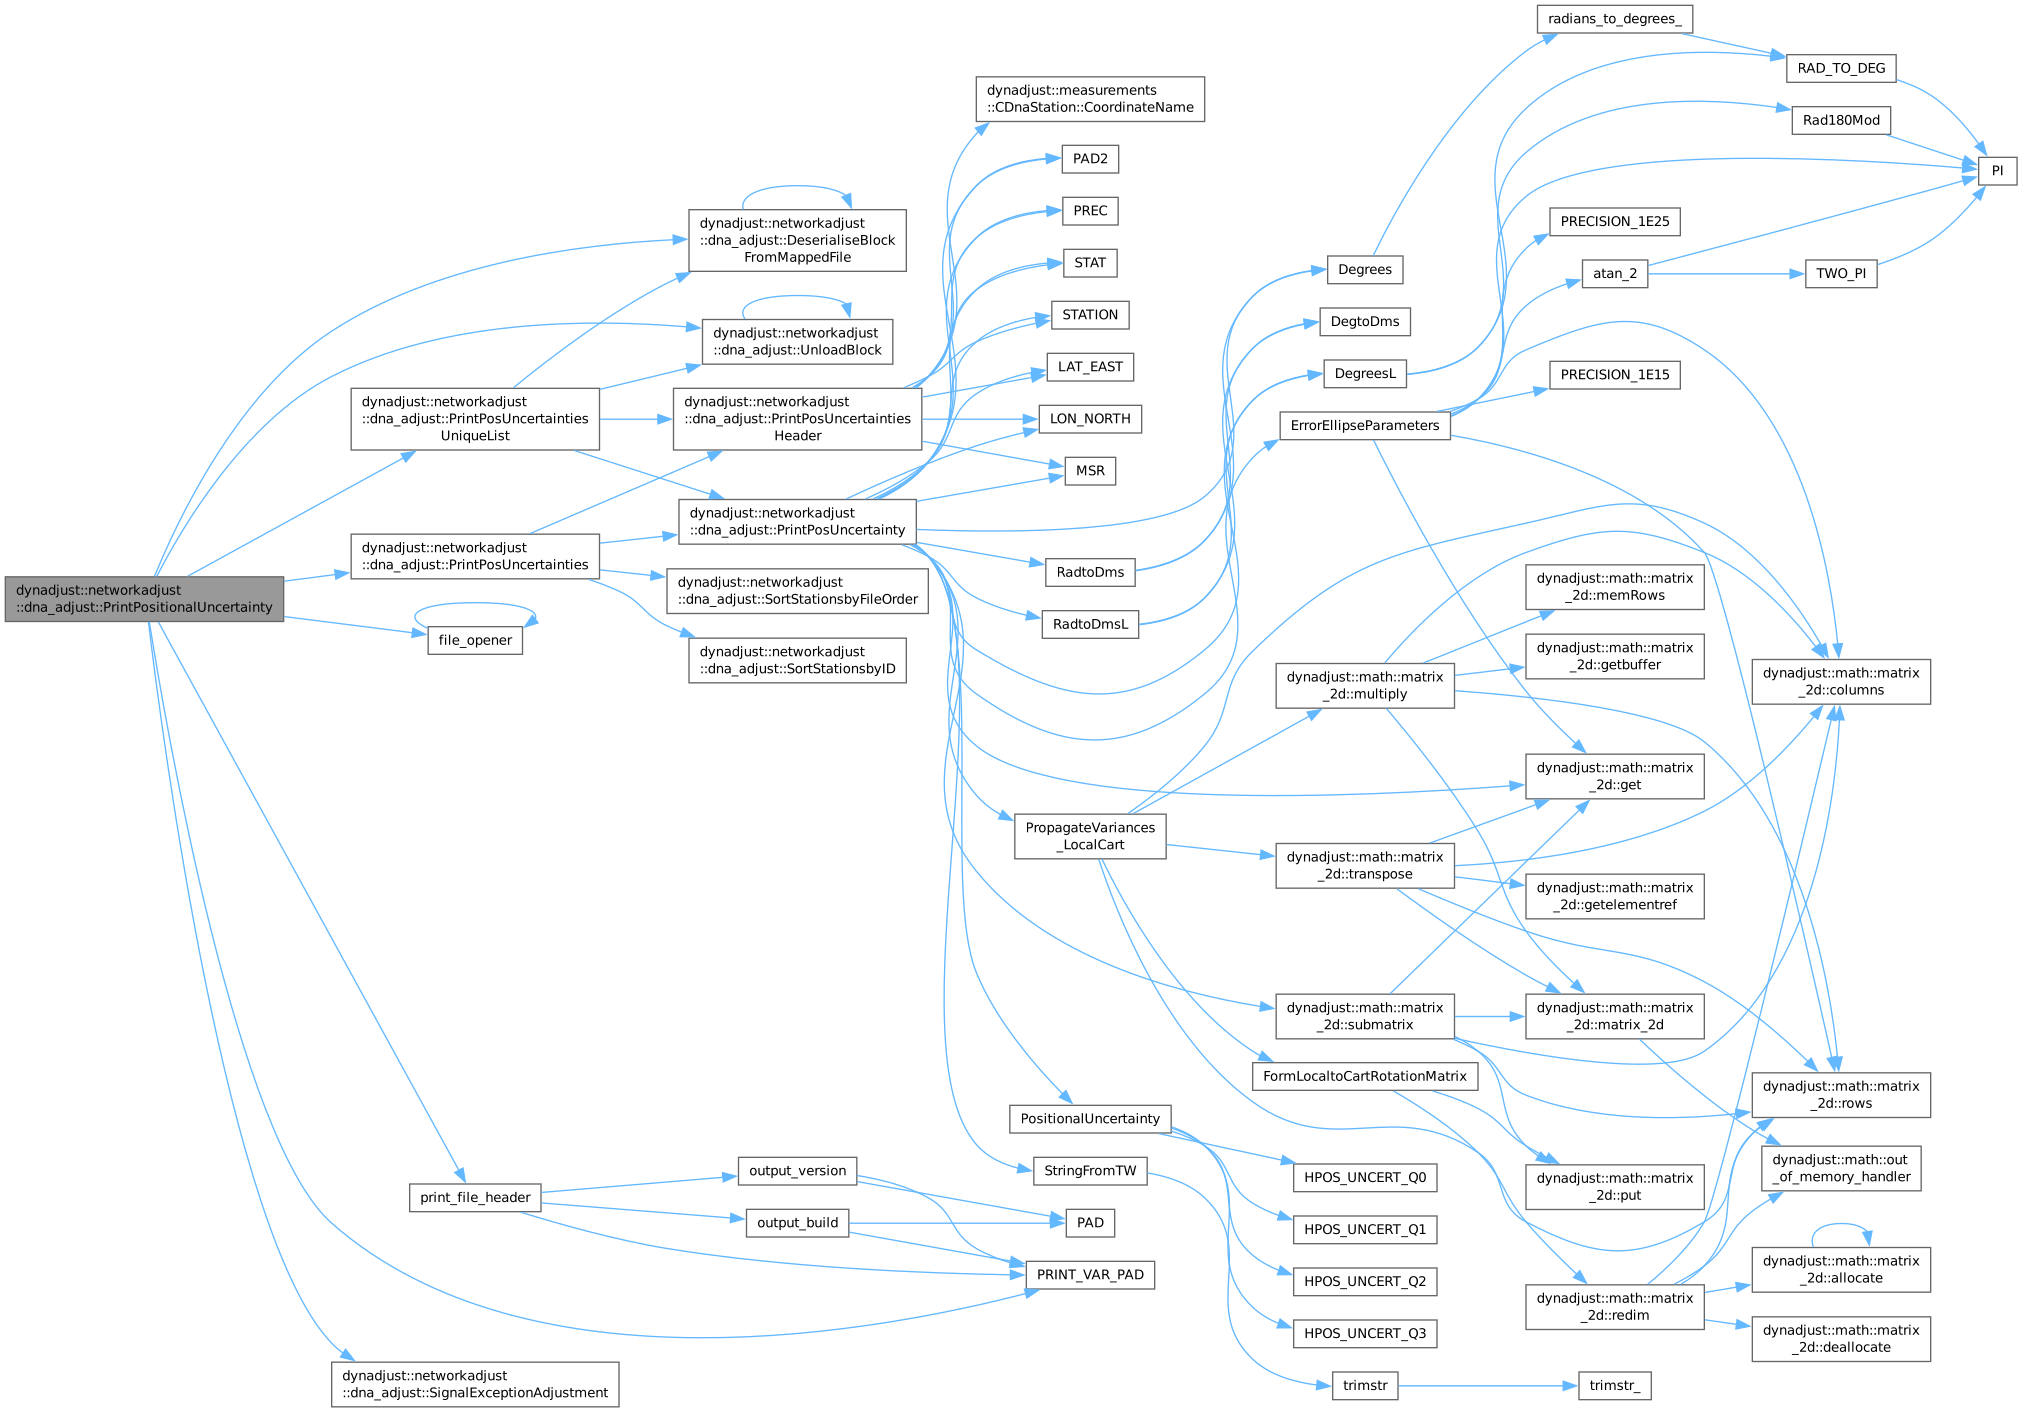 dynadjust::networkadjust
::dna_adjust::PrintPositionalUncertainty
dynadjust::networkadjust
::dna_adjust::DeserialiseBlock
FromMappedFile
dynadjust::networkadjust
::dna_adjust::UnloadBlock
dynadjust::networkadjust
::dna_adjust::PrintPosUncertainties
UniqueList
dynadjust::networkadjust
::dna_adjust::PrintPosUncertainties
Header
dynadjust::networkadjust
::dna_adjust::PrintPosUncertainties
dynadjust::networkadjust
::dna_adjust::PrintPosUncertainty
dynadjust::networkadjust
::dna_adjust::SortStationsbyFileOrder
dynadjust::networkadjust
::dna_adjust::SortStationsbyID
file_opener
print_file_header
output_version
output_build
PAD
PRINT_VAR_PAD
dynadjust::networkadjust
::dna_adjust::SignalExceptionAdjustment
dynadjust::measurements
::CDnaStation::CoordinateName
PAD2
PREC
STAT
STATION
LAT_EAST
LON_NORTH
MSR
RadtoDms
RadtoDmsL
PropagateVariances
_LocalCart
PositionalUncertainty
StringFromTW
Degrees
DegtoDms
DegreesL
ErrorEllipseParameters
dynadjust::math::matrix
_2d::multiply
dynadjust::math::matrix
_2d::transpose
dynadjust::math::matrix
_2d::submatrix
FormLocaltoCartRotationMatrix
HPOS_UNCERT_Q0
HPOS_UNCERT_Q1
HPOS_UNCERT_Q2
HPOS_UNCERT_Q3
trimstr
trimstr_
radians_to_degrees_
RAD_TO_DEG
Rad180Mod
PI
PRECISION_1E25
atan_2
TWO_PI
PRECISION_1E15
dynadjust::math::matrix
_2d::memRows
dynadjust::math::matrix
_2d::getbuffer
dynadjust::math::matrix
_2d::columns
dynadjust::math::matrix
_2d::get
dynadjust::math::matrix
_2d::getelementref
dynadjust::math::matrix
_2d::matrix_2d
dynadjust::math::matrix
_2d::rows
dynadjust::math::out
_of_memory_handler
dynadjust::math::matrix
_2d::put
dynadjust::math::matrix
_2d::redim
dynadjust::math::matrix
_2d::allocate
dynadjust::math::matrix
_2d::deallocate